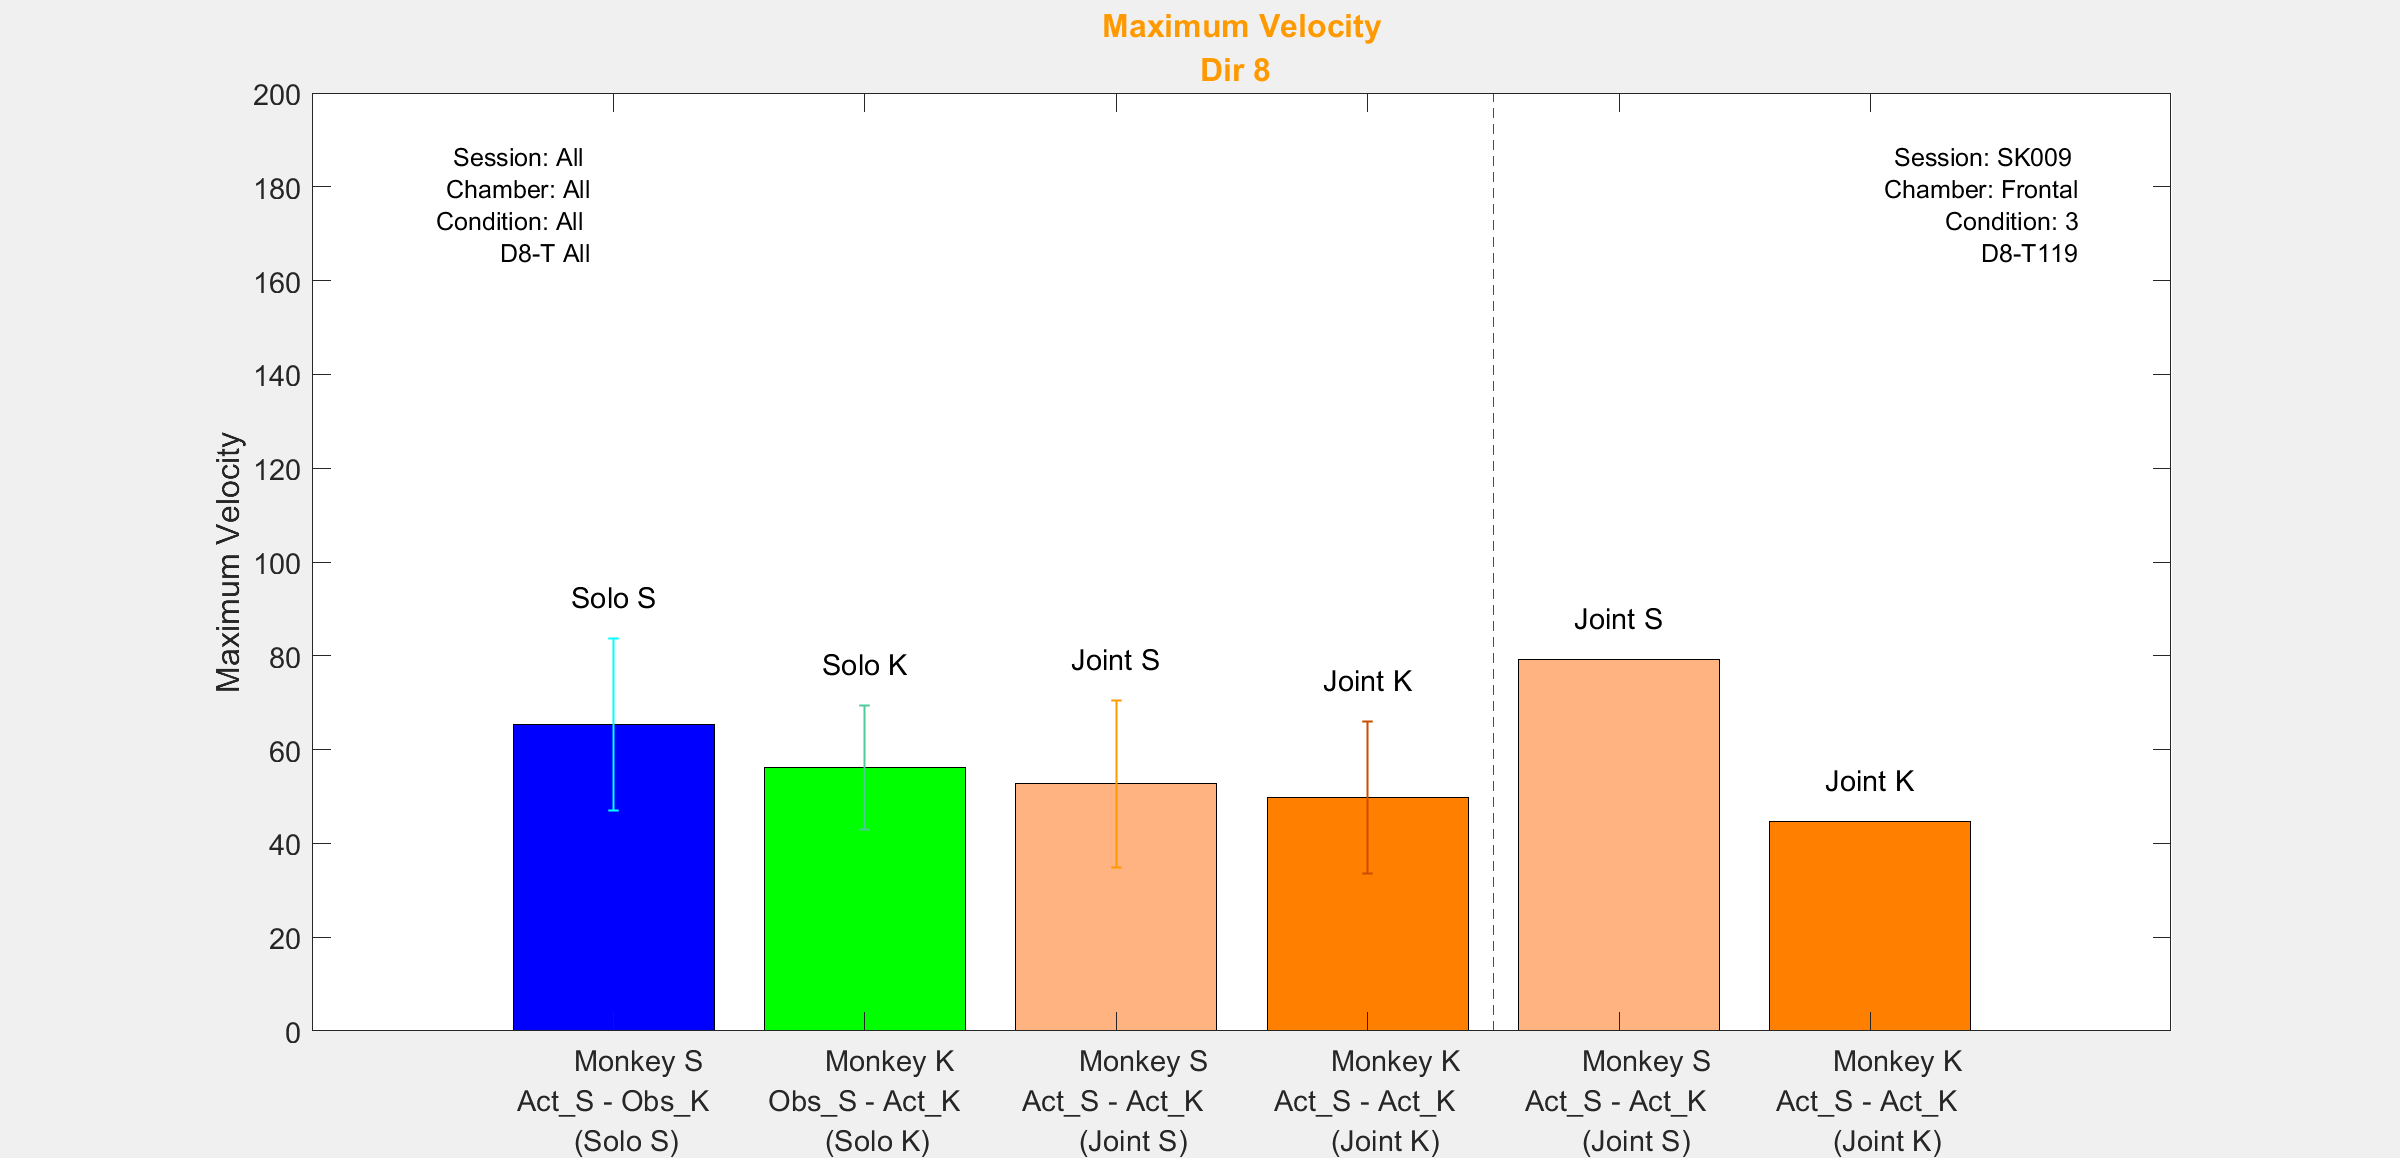 Maximum Velocity
Dir 8
Session: All
Chamber: All
Condition: All
D8-T All
Session: SK009
Chamber: Frontal
Condition: 3
D8-T119
Maximum Velocity
200
180
160
140
120
100
80
60
40
20
0
Solo S
Solo K
Joint S
Joint K
Joint S
Joint K
Monkey S
Act_S - Obs_K
(Solo S)
Monkey K
Obs_S - Act_K
(Solo K)
Monkey S
Act_S - Act_K
(Joint S)
Monkey K
Act_S - Act_K
(Joint K)
Monkey S
Act_S - Act_K
(Joint S)
Monkey K
Act_S - Act_K
(Joint K)